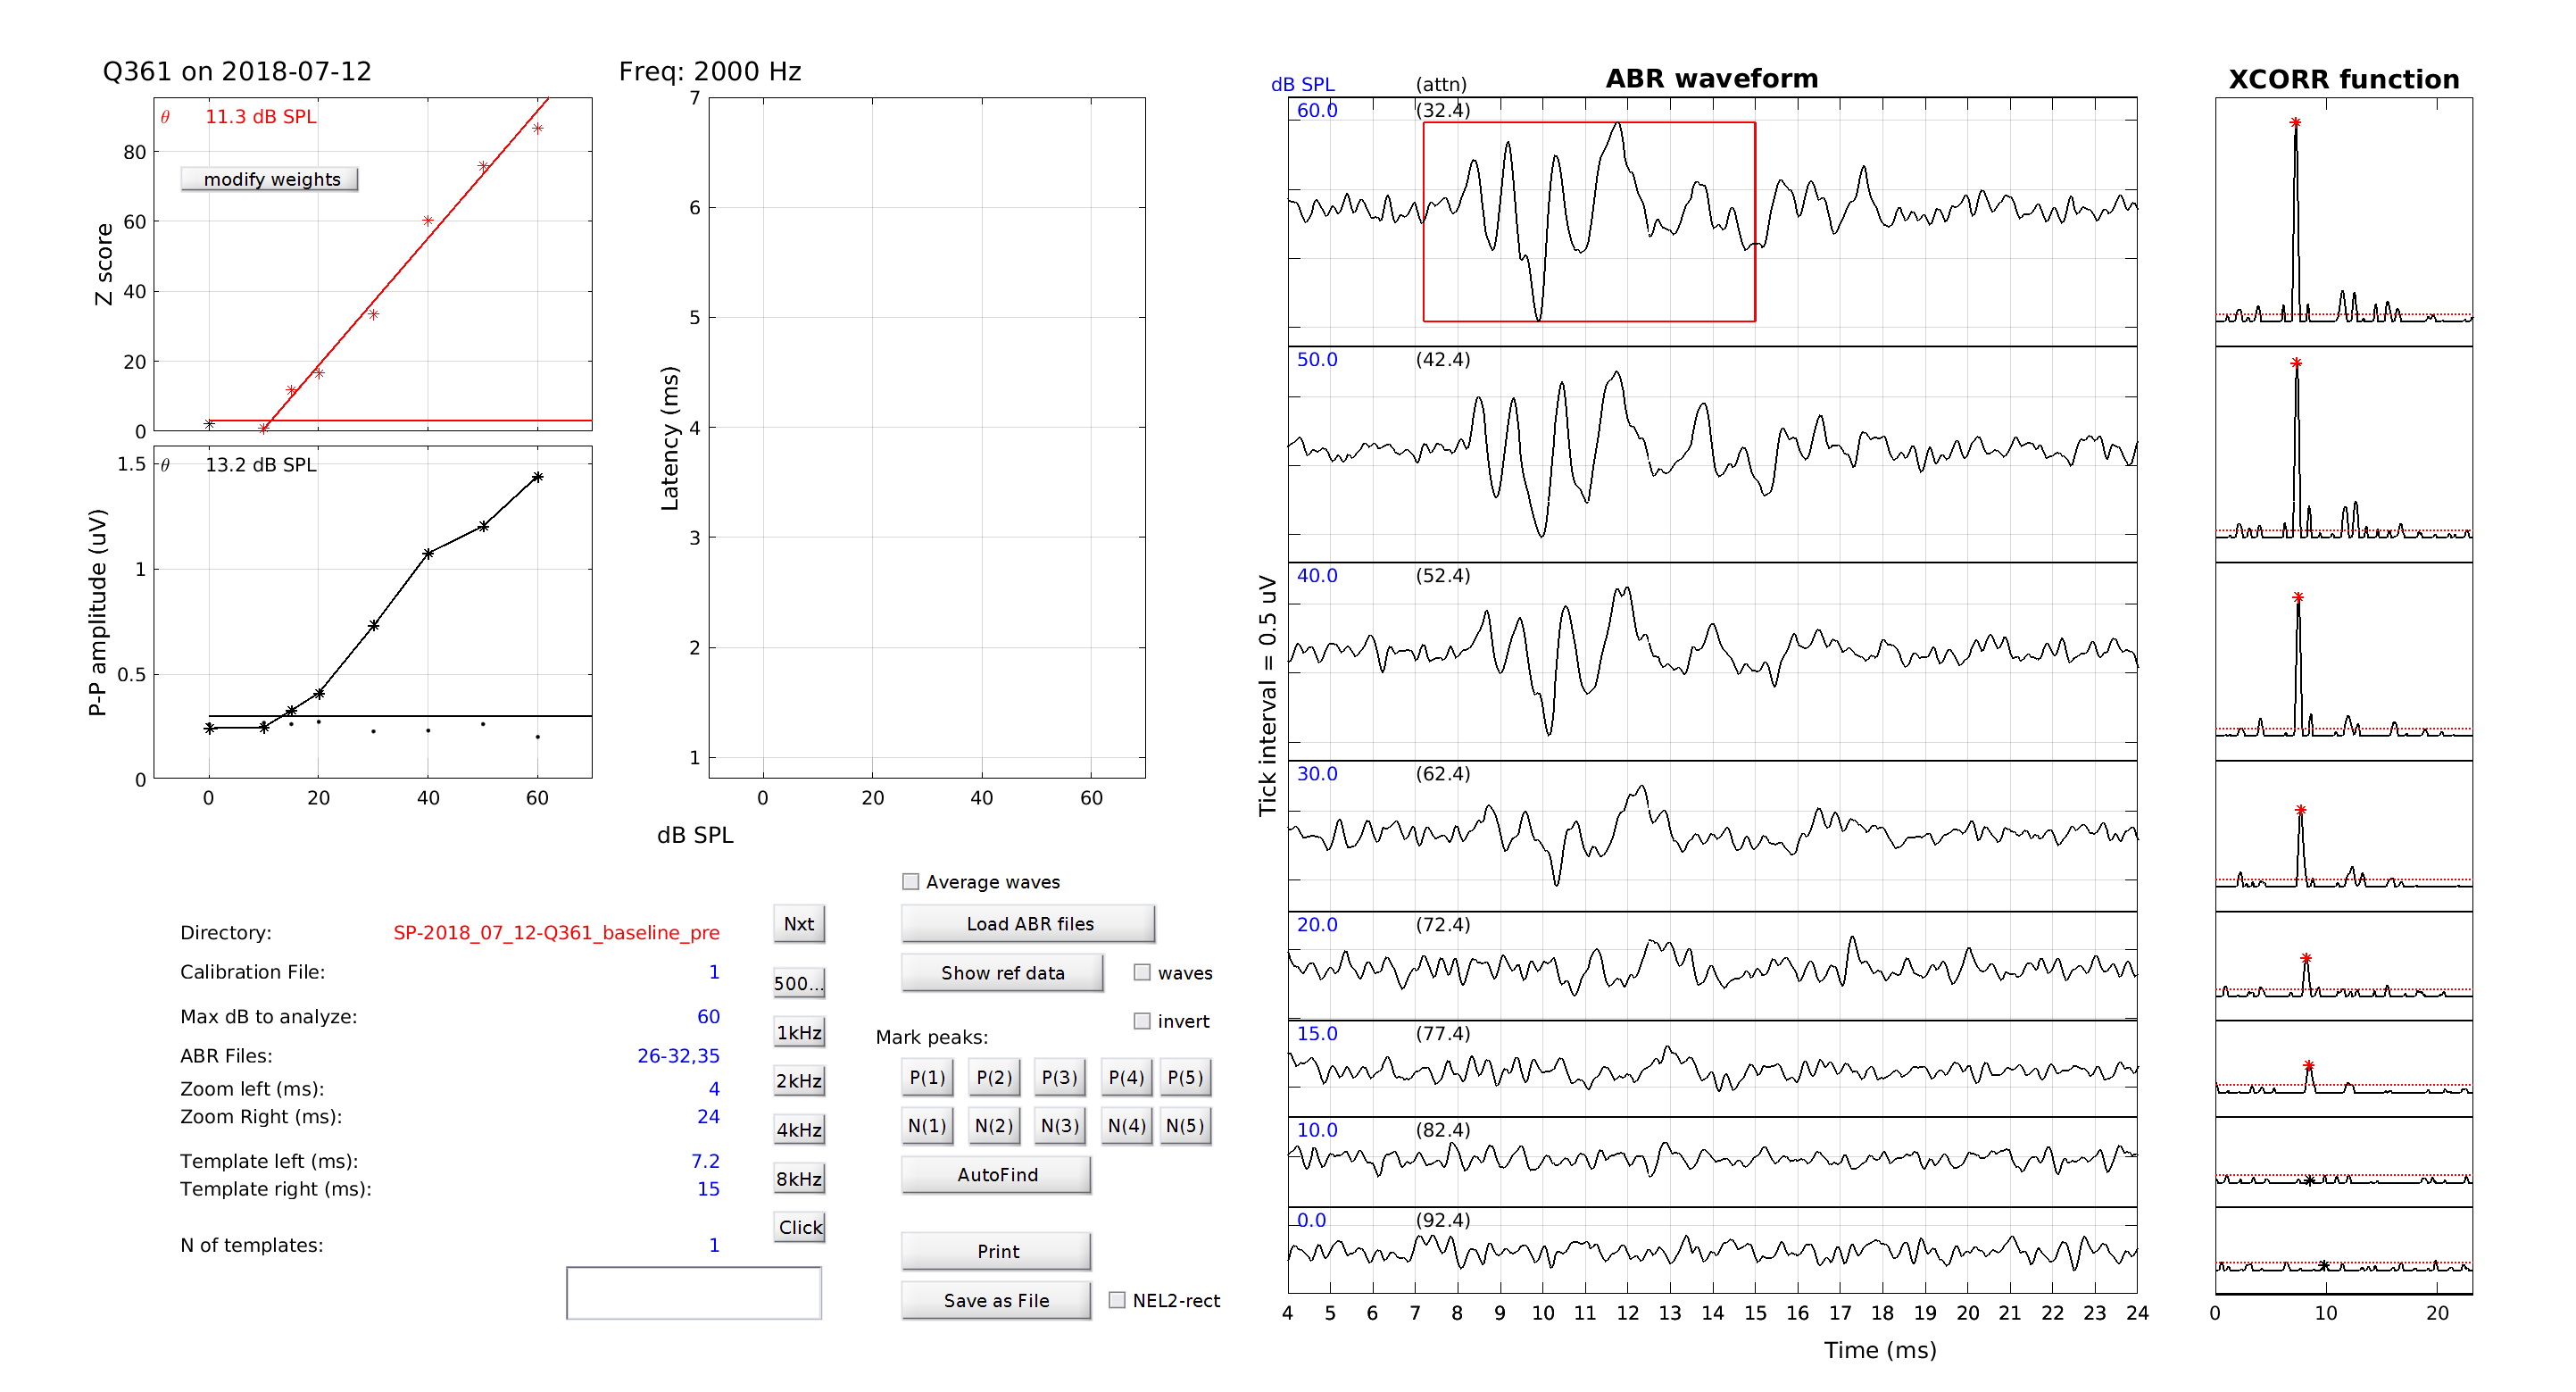 Q361 on 2018-07-12
θ 11.3 dB SPL
modify weights
Z score
80
60
40
20
0
θ 13.2 dB SPL
P-P amplitude (uV)
1.5
1
0.5
0
0 20 40 60
Freq: 2000 Hz
Latency (ms)
7
6
5
4
3
2
1
0 20 40 60
dB SPL
Directory: SP-2018_07_12-Q361_baseline_pre
Calibration File: 1
Max dB to analyze: 60
ABR Files: 26-32,35
Zoom left (ms): 4
Zoom Right (ms): 24
Template left (ms): 7.2
Template right (ms): 15
N of templates: 1
Nxt
500...
1kHz
2kHz
4kHz
8kHz
Click
Average waves
Load ABR files
Show ref data
waves
invert
Mark peaks:
P(1) P(2) P(3) P(4) P(5)
N(1) N(2) N(3) N(4) N(5)
AutoFind
Print
Save as File
NEL2-rect
dB SPL (attn) ABR waveform
60.0 (32.4)
50.0 (42.4)
40.0 (52.4)
30.0 (62.4)
20.0 (72.4)
15.0 (77.4)
10.0 (82.4)
0.0 (92.4)
Tick interval = 0.5 uV
4 5 6 7 8 9 10 11 12 13 14 15 16 17 18 19 20 21 22 23 24
Time (ms)
XCORR function
0 10 20